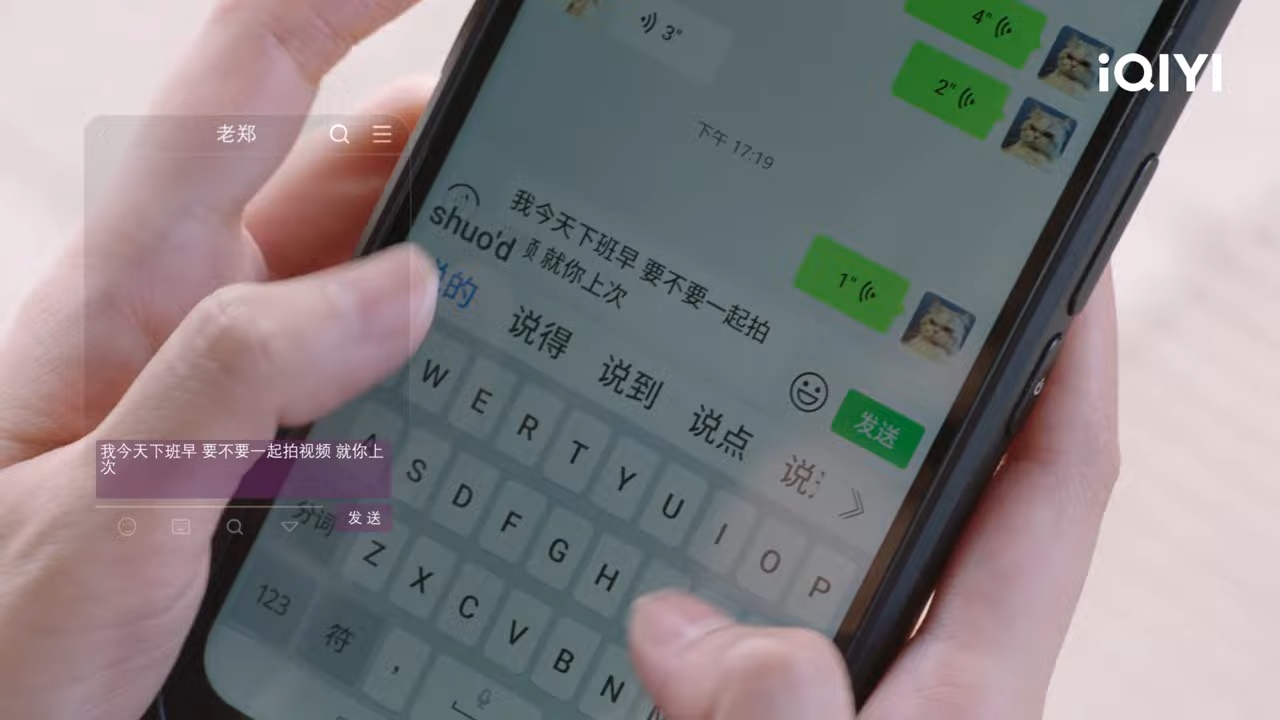 4"
3"
iQIYI
2"
老郑
下午 17:19
我今天下班早 要不要一起拍
shuo'd
频 就你上次
1"
说的
说得
说到
说点
发送
W E R T Y U I O P
A S D F G H
我今天下班早 要不要一起拍视频 就你上
次
发 送
分词
Z X C V B N
123
符
,